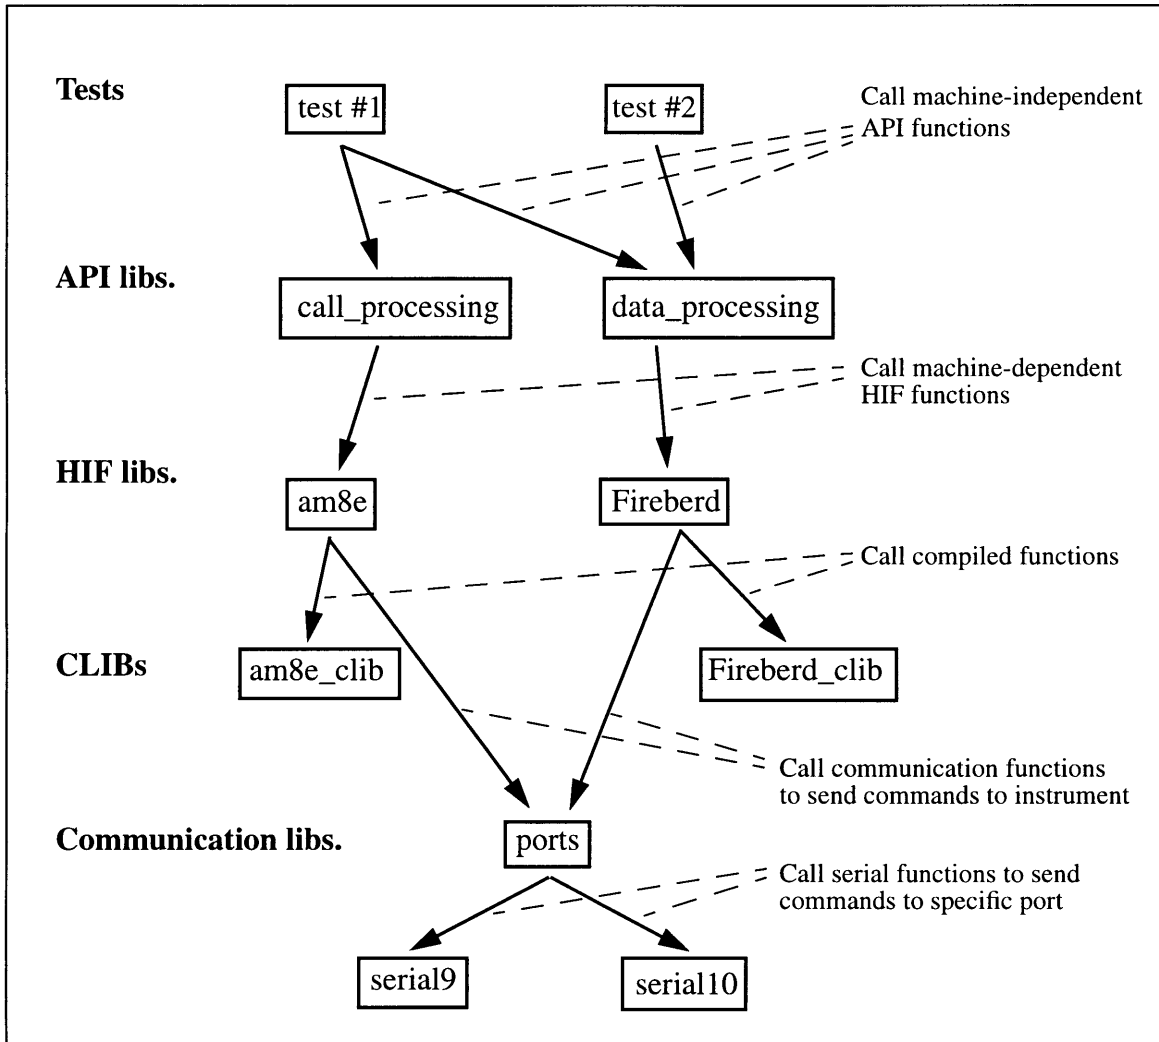 Tests
test #1
test #2
Call machine-independent
API functions
API libs.
call_processing
data_processing
Call machine-dependent
HIF functions
HIF libs.
am8e
Fireberd
Call compiled functions
CLIBs
am8e_clib
Fireberd_clib
Call communication functions
to send commands to instrument
Communication libs.
ports
Call serial functions to send
commands to specific port
serial9
serial10